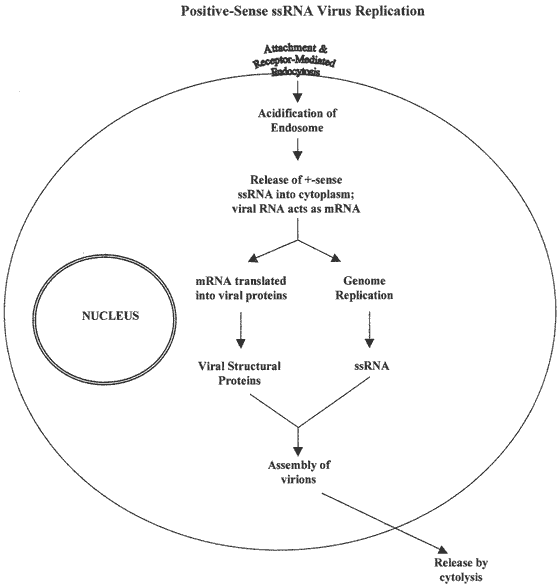 Positive-Sense ssRNA Virus Replication
Attachment &
Receptor-Mediated
Endocytosis
Acidification of
Endosome
Release of +-sense
ssRNA into cytoplasm;
viral RNA acts as mRNA
mRNA translated
into viral proteins
Genome
Replication
NUCLEUS
Viral Structural
Proteins
ssRNA
Assembly of
virions
Release by
cytolysis